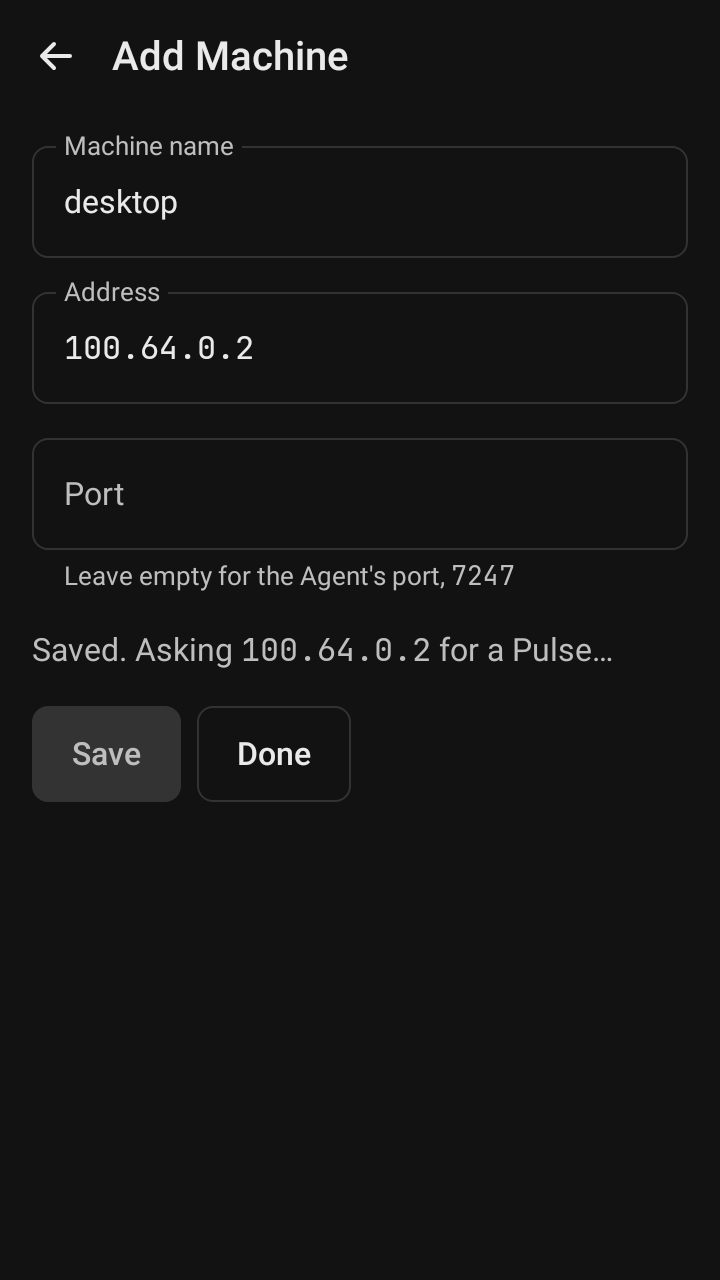 Add Machine
Machine name
desktop
Address
100.64.0.2
Port
Leave empty for the Agent's port, 7247
Saved. Asking 100.64.0.2 for a Pulse…
Save
Done